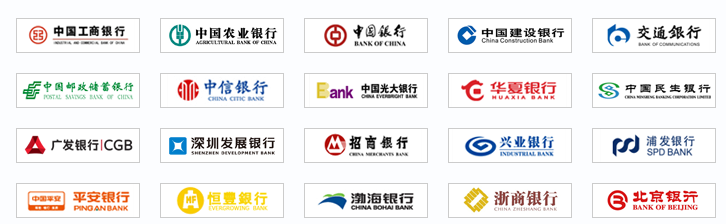 中国工商银行
INDUSTRIAL AND COMMERCIAL BANK OF CHINA
中国农业银行
AGRICULTURAL BANK OF CHINA
中国银行
BANK OF CHINA
中国建设银行
China Construction Bank
交通银行
BANK OF COMMUNICATIONS
中国邮政储蓄银行
POSTAL SAVINGS BANK OF CHINA
中信银行
CHINA CITIC BANK
Bank 中国光大银行
CHINA EVERBRIGHT BANK
华夏银行
HUAXIA BANK
中国民生银行
CHINA MINSHENG BANKING CORPORATION LIMITED
广发银行|CGB
深圳发展银行
SHENZHEN DEVELOPMENT BANK
招商银行
CHINA MERCHANTS BANK
兴业银行
INDUSTRIAL BANK
浦发银行
SPD BANK
中国平安
平安银行
PING AN BANK
恒豐銀行
EVERGROWING BANK
渤海银行
CHINA BOHAI BANK
浙商银行
CHINA ZHESHANG BANK
北京银行
BANK OF BEIJING